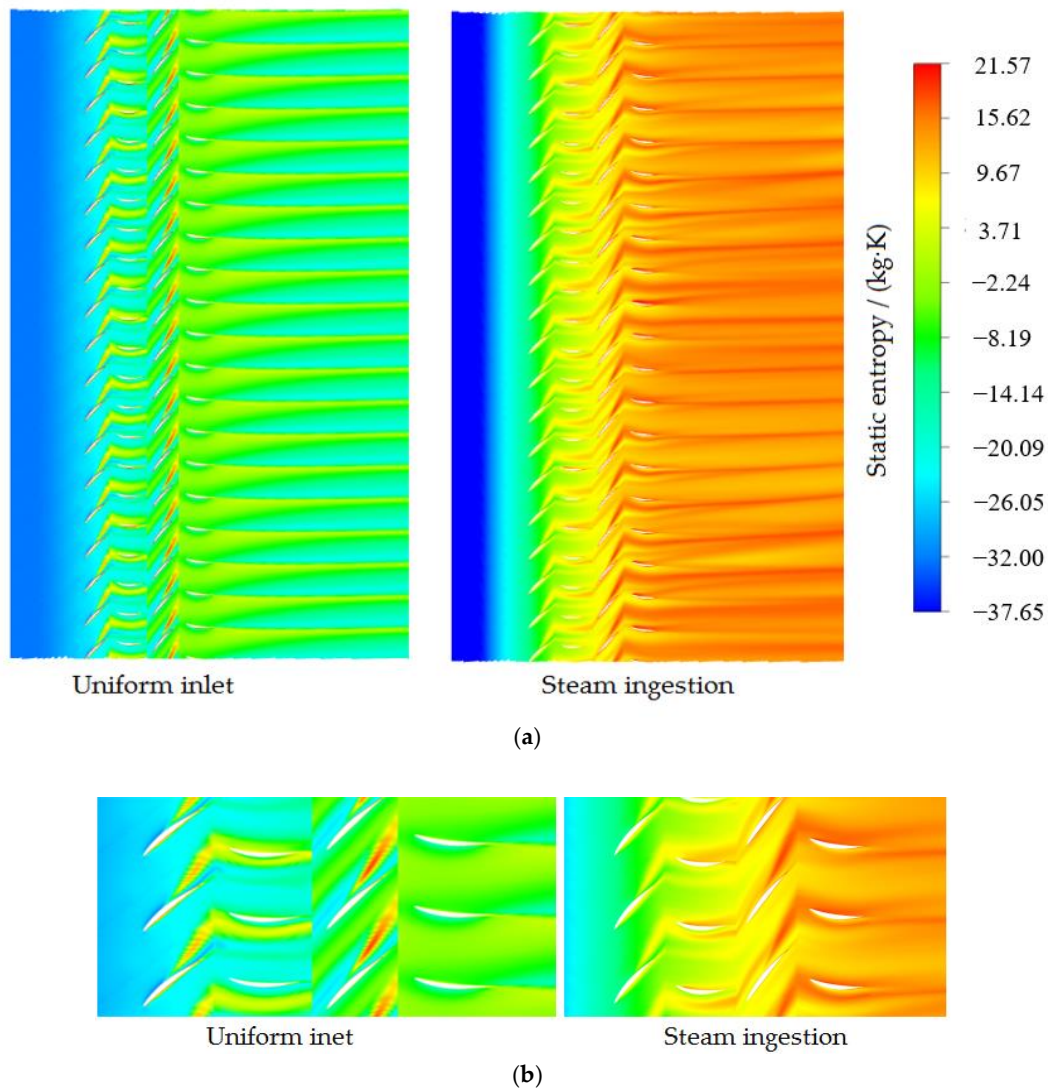 21.57
15.62
9.67
3.71
−2.24
−8.19
−14.14
−20.09
−26.05
−32.00
−37.65
Static entropy / (kg·K)
Uniform inlet
Steam ingestion
(a)
Uniform inet
Steam ingestion
(b)